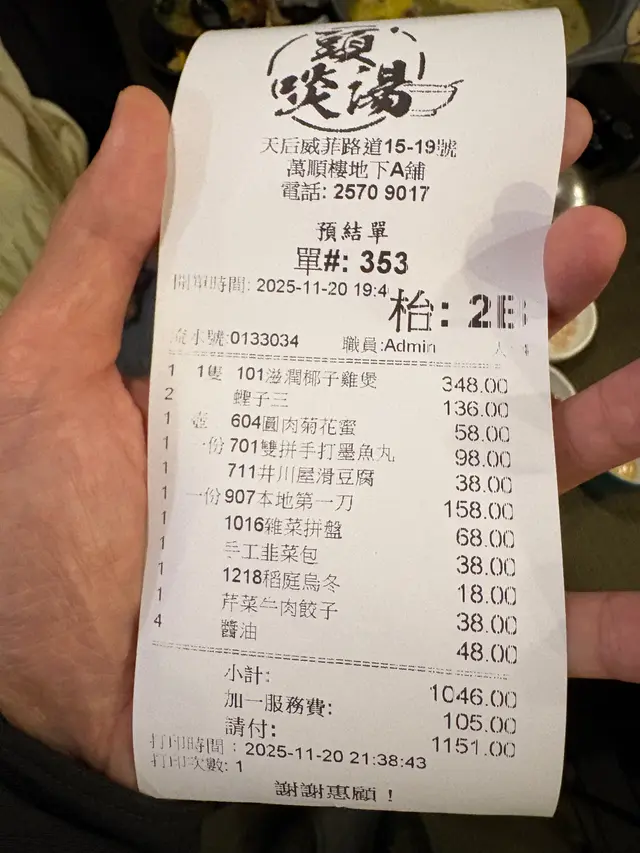 頭
啖湯
天后威菲路道15-19號
萬順樓地下A舖
電話: 2570 9017
預結單
單#: 353
開單時間: 2025-11-20 19:4
枱: 2B
流水號:0133034 職員:Admin
1 1隻 101滋潤椰子雞煲 348.00
2 蟶子三 136.00
1 壺 604圓肉菊花蜜 58.00
1 一份 701雙拼手打墨魚丸 98.00
1 711井川屋滑豆腐 38.00
1 一份 907本地第一刀 158.00
1 1016雜菜拼盤 68.00
1 手工韭菜包 38.00
1 1218稻庭烏冬 18.00
1 芹菜牛肉餃子 38.00
4 醬油 48.00
小計: 1046.00
加一服務費: 105.00
請付: 1151.00
打印時間: 2025-11-20 21:38:43
打印次數: 1
謝謝惠顧!